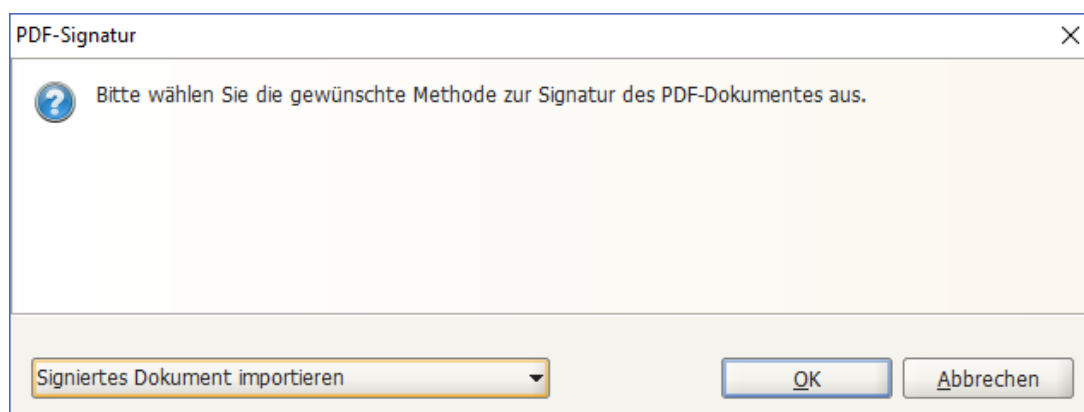 PDF-Signatur
Bitte wählen Sie die gewünschte Methode zur Signatur des PDF-Dokumentes aus.
Signiertes Dokument importieren
OK
Abbrechen